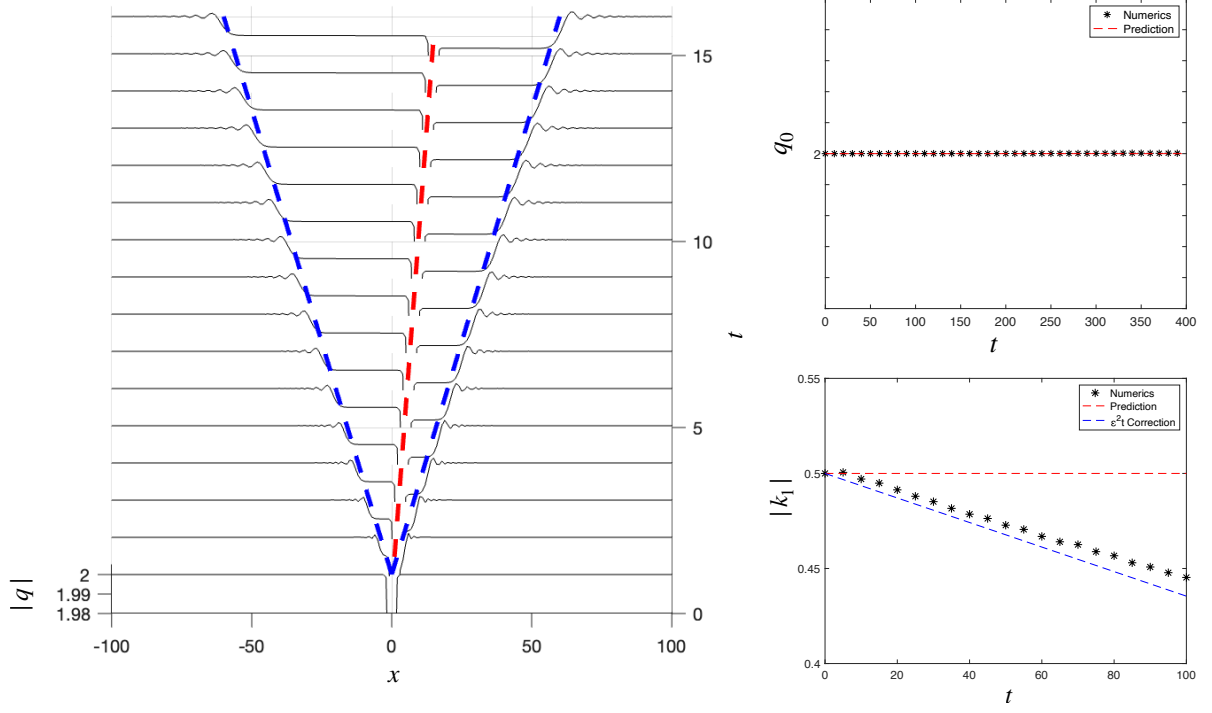 |q|
2
1.99
1.98
-100
-50
0
50
100
x
15
10
5
0
t
Numerics
Prediction
q₀
2
0
50
100
150
200
250
300
350
400
t
Numerics
Prediction
ε²t Correction
|k₁|
0.55
0.5
0.45
0.4
0
20
40
60
80
100
t